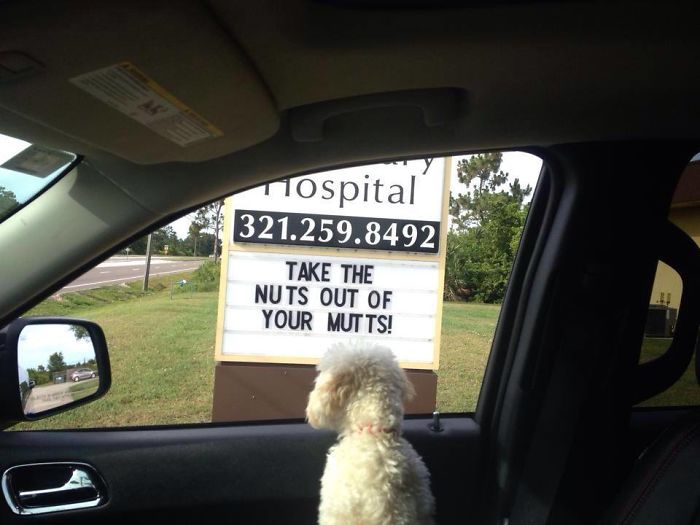 Hospital
321.259.8492
TAKE THE
NUTS OUT OF
YOUR MUTTS!